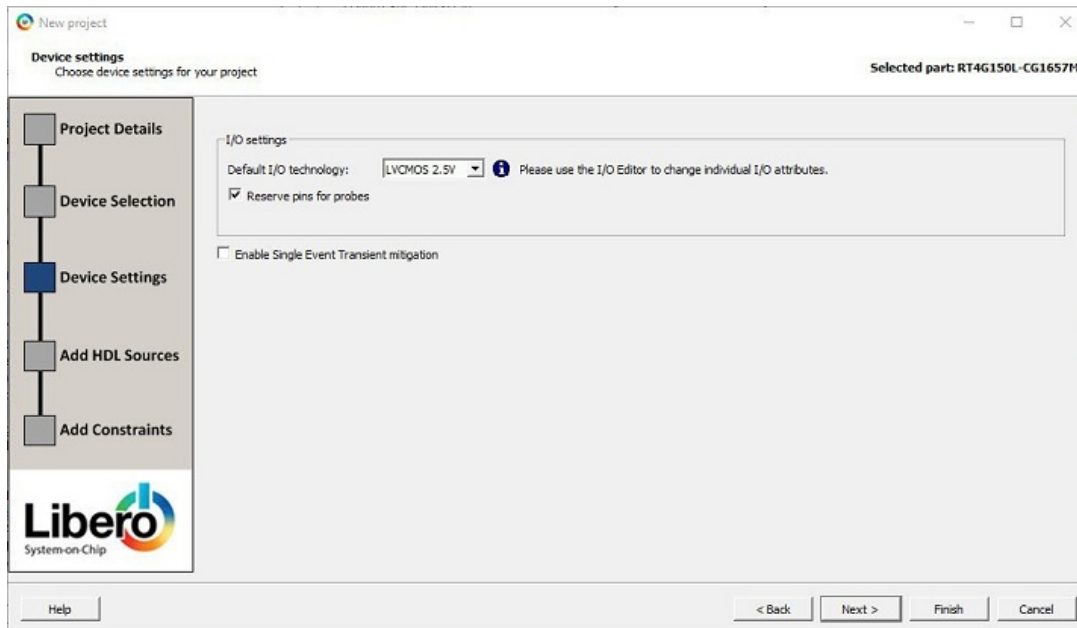 New project
Device settings
Choose device settings for your project
Selected part: RT4G150L-CG1657M
Project Details
Device Selection
Device Settings
Add HDL Sources
Add Constraints
Libero
System-on-Chip
I/O settings
Default I/O technology: LVCMOS 2.5V i Please use the I/O Editor to change individual I/O attributes.
Reserve pins for probes
Enable Single Event Transient mitigation
Help < Back Next > Finish Cancel